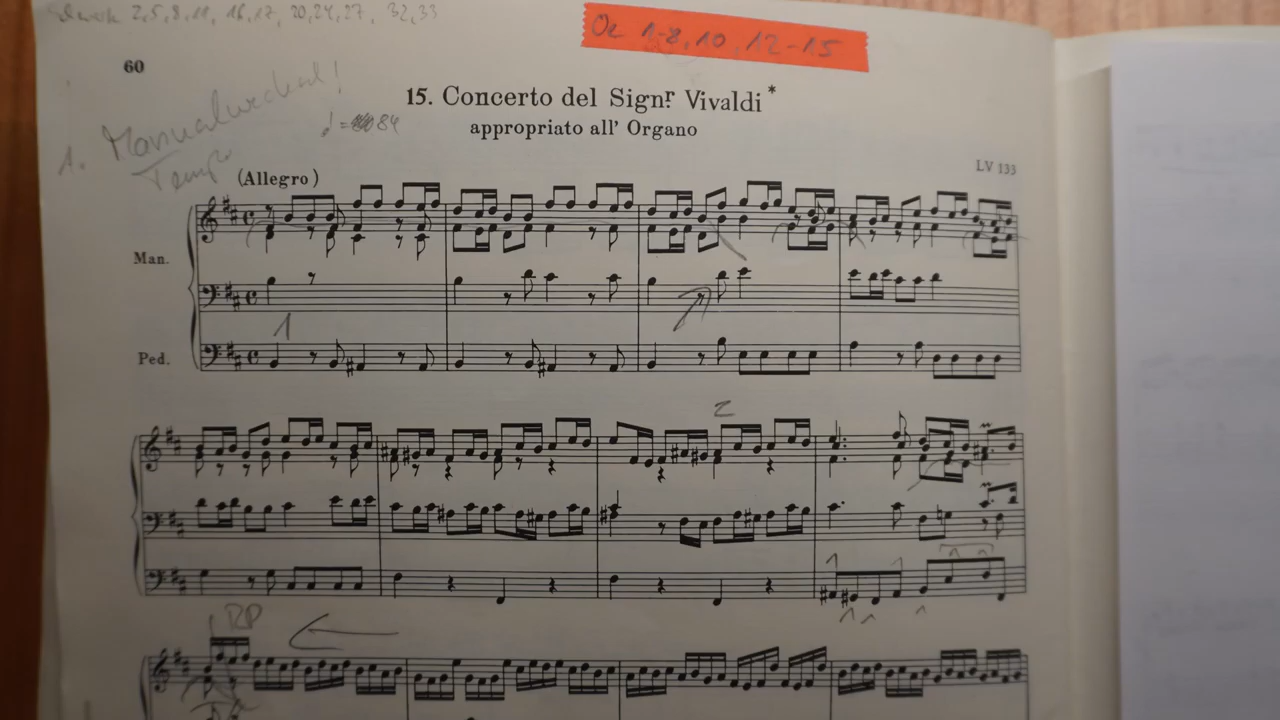 2,5,8,11, 16,17, 20,24,27, 32,33
Oe 1-8,10,12-15
60
15. Concerto del Signr. Vivaldi*
appropriato all' Organo
♩= 84
1. Manualwechsel!
Tempo
(Allegro)
LV 133
Man.
Ped.
1
2
RP